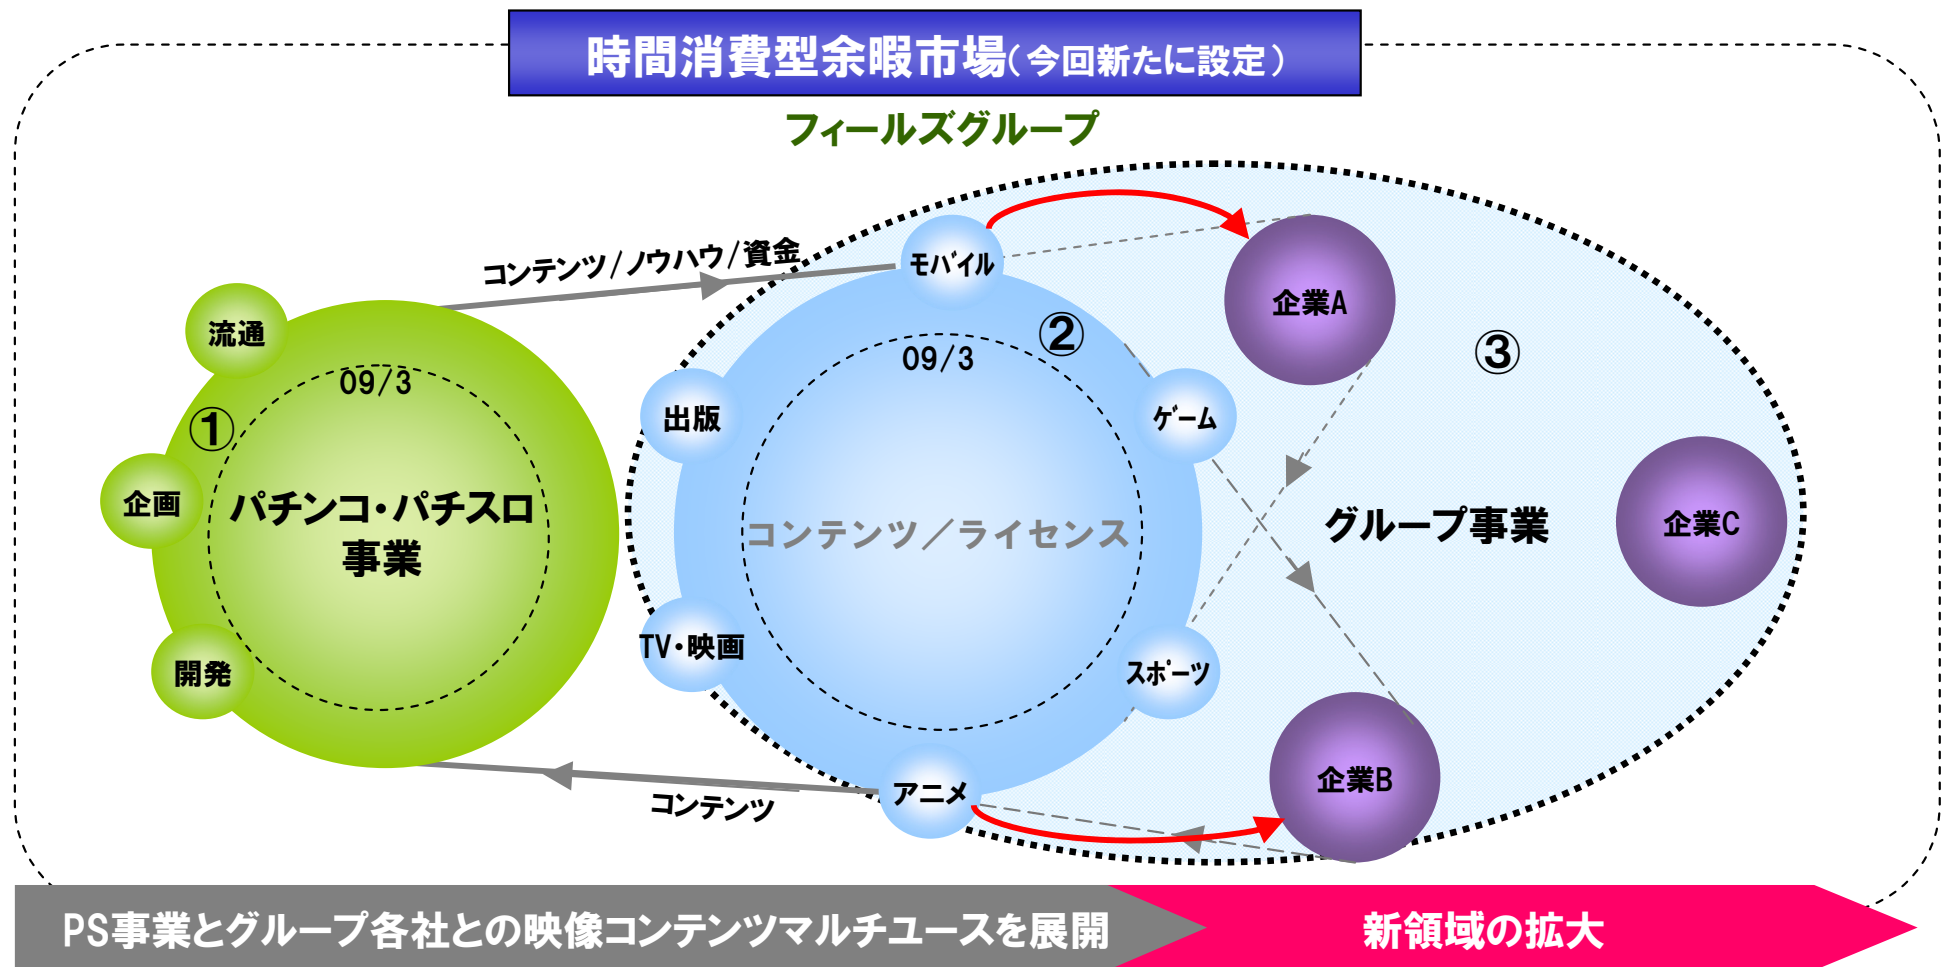 時間消費型余暇市場(今回新たに設定)
フィールズグループ
コンテンツ/ノウハウ/資金
モバイル
企業A
流通
09/3
①
企画
パチンコ・パチスロ
事業
開発
09/3
②
出版
ゲーム
コンテンツ／ライセンス
TV・映画
スポーツ
アニメ
コンテンツ
③
グループ事業
企業C
企業B
PS事業とグループ各社との映像コンテンツマルチユースを展開
新領域の拡大